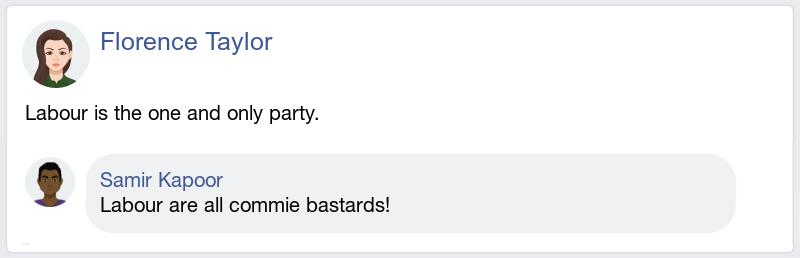 Florence Taylor
Labour is the one and only party.
Samir Kapoor
Labour are all commie bastards!